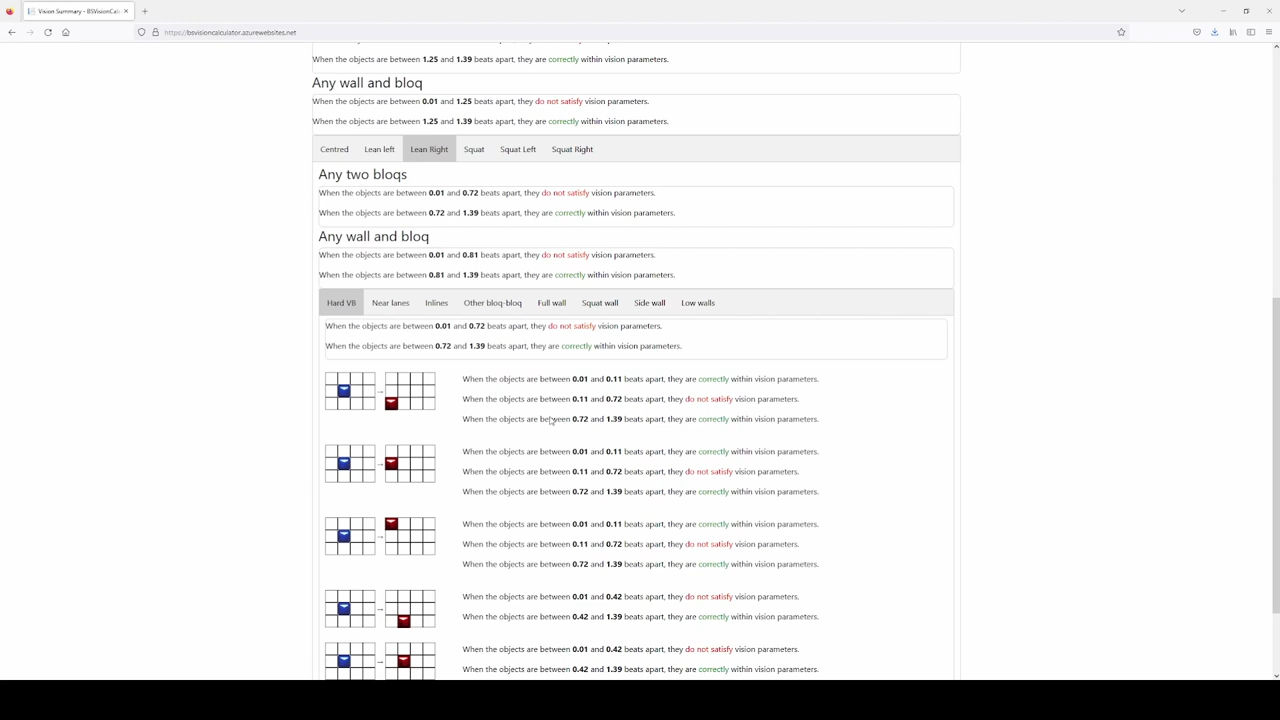 Vision Summary - BSVisionCalc
https://bsvisioncalculator.azurewebsites.net
When the objects are between 1.25 and 1.39 beats apart, they are correctly within vision parameters.
Any wall and bloq
When the objects are between 0.01 and 1.25 beats apart, they do not satisfy vision parameters.
When the objects are between 1.25 and 1.39 beats apart, they are correctly within vision parameters.
Centred Lean left Lean Right Squat Squat Left Squat Right
Any two bloqs
When the objects are between 0.01 and 0.72 beats apart, they do not satisfy vision parameters.
When the objects are between 0.72 and 1.39 beats apart, they are correctly within vision parameters.
Any wall and bloq
When the objects are between 0.01 and 0.81 beats apart, they do not satisfy vision parameters.
When the objects are between 0.81 and 1.39 beats apart, they are correctly within vision parameters.
Hard VB Near lanes Inlines Other bloq-bloq Full wall Squat wall Side wall Low walls
When the objects are between 0.01 and 0.72 beats apart, they do not satisfy vision parameters.
When the objects are between 0.72 and 1.39 beats apart, they are correctly within vision parameters.
When the objects are between 0.01 and 0.11 beats apart, they are correctly within vision parameters.
When the objects are between 0.11 and 0.72 beats apart, they do not satisfy vision parameters.
When the objects are between 0.72 and 1.39 beats apart, they are correctly within vision parameters.
When the objects are between 0.01 and 0.11 beats apart, they are correctly within vision parameters.
When the objects are between 0.11 and 0.72 beats apart, they do not satisfy vision parameters.
When the objects are between 0.72 and 1.39 beats apart, they are correctly within vision parameters.
When the objects are between 0.01 and 0.11 beats apart, they are correctly within vision parameters.
When the objects are between 0.11 and 0.72 beats apart, they do not satisfy vision parameters.
When the objects are between 0.72 and 1.39 beats apart, they are correctly within vision parameters.
When the objects are between 0.01 and 0.42 beats apart, they do not satisfy vision parameters.
When the objects are between 0.42 and 1.39 beats apart, they are correctly within vision parameters.
When the objects are between 0.01 and 0.42 beats apart, they do not satisfy vision parameters.
When the objects are between 0.42 and 1.39 beats apart, they are correctly within vision parameters.